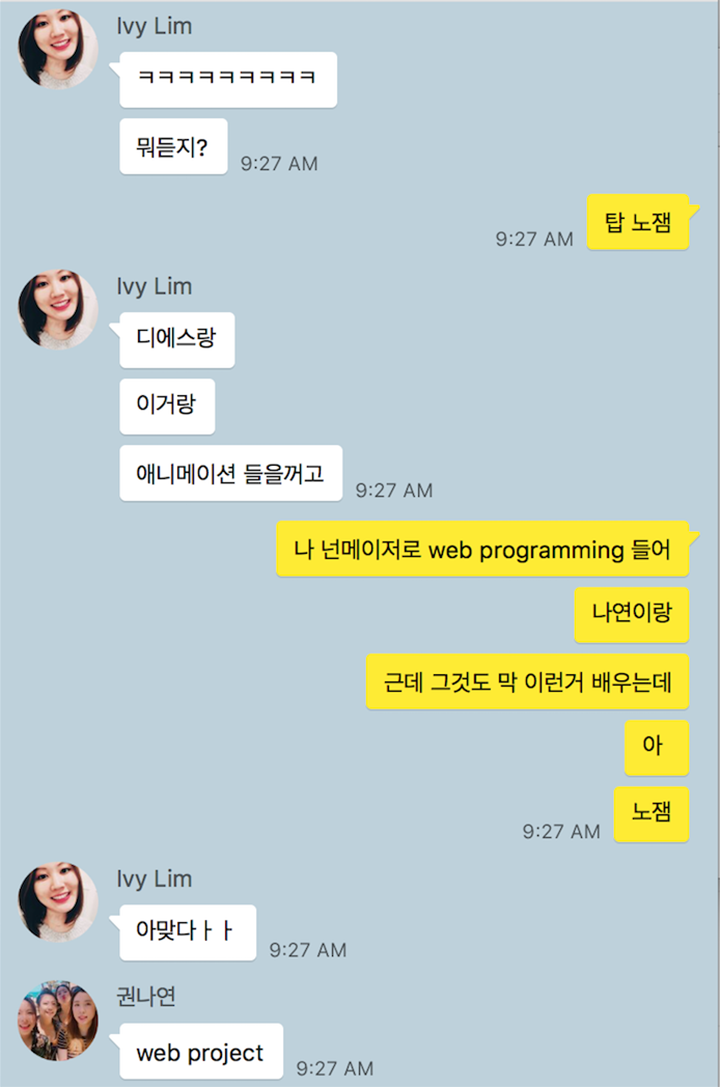 Ivy Lim
ㅋㅋㅋㅋㅋㅋㅋㅋㅋ
뭐듣지?
9:27 AM
탑 노잼
9:27 AM
Ivy Lim
디에스랑
이거랑
애니메이션 들을꺼고
9:27 AM
나 넌메이저로 web programming 들어
나연이랑
근데 그것도 막 이런거 배우는데
아
노잼
9:27 AM
Ivy Lim
아맞다ㅏㅏ
9:27 AM
권나연
web project
9:27 AM